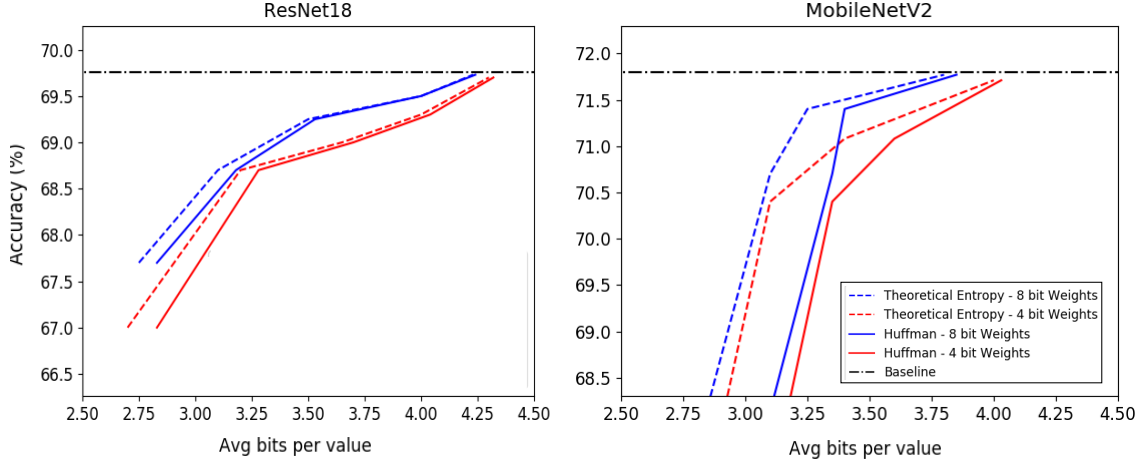 ResNet18
70.0
69.5
69.0
68.5
68.0
67.5
67.0
66.5
Accuracy (%)
2.50 2.75 3.00 3.25 3.50 3.75 4.00 4.25 4.50
Avg bits per value
MobileNetV2
72.0
71.5
71.0
70.5
70.0
69.5
69.0
68.5
Theoretical Entropy - 8 bit Weights
Theoretical Entropy - 4 bit Weights
Huffman - 8 bit Weights
Huffman - 4 bit Weights
Baseline
2.50 2.75 3.00 3.25 3.50 3.75 4.00 4.25 4.50
Avg bits per value